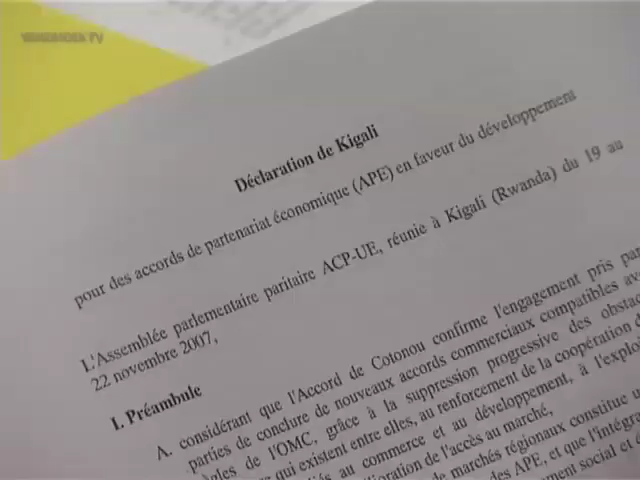 Déclaration de Kigali
pour des accords de partenariat économique (APE) en faveur du développement
L'Assemblée parlementaire paritaire ACP-UE, réunie à Kigali (Rwanda) du 19 au
22 novembre 2007,
I. Préambule
A. considérant que l'Accord de Cotonou confirme l'engagement pris par
parties de conclure de nouveaux accords commerciaux compatibles
règles de l'OMC, grâce à la suppression progressive des
qui existent entre elles, au renforcement de la coopération
au commerce et au développement, à
de l'accès au marché,
de marchés régionaux constitue
des APE, et que
social et